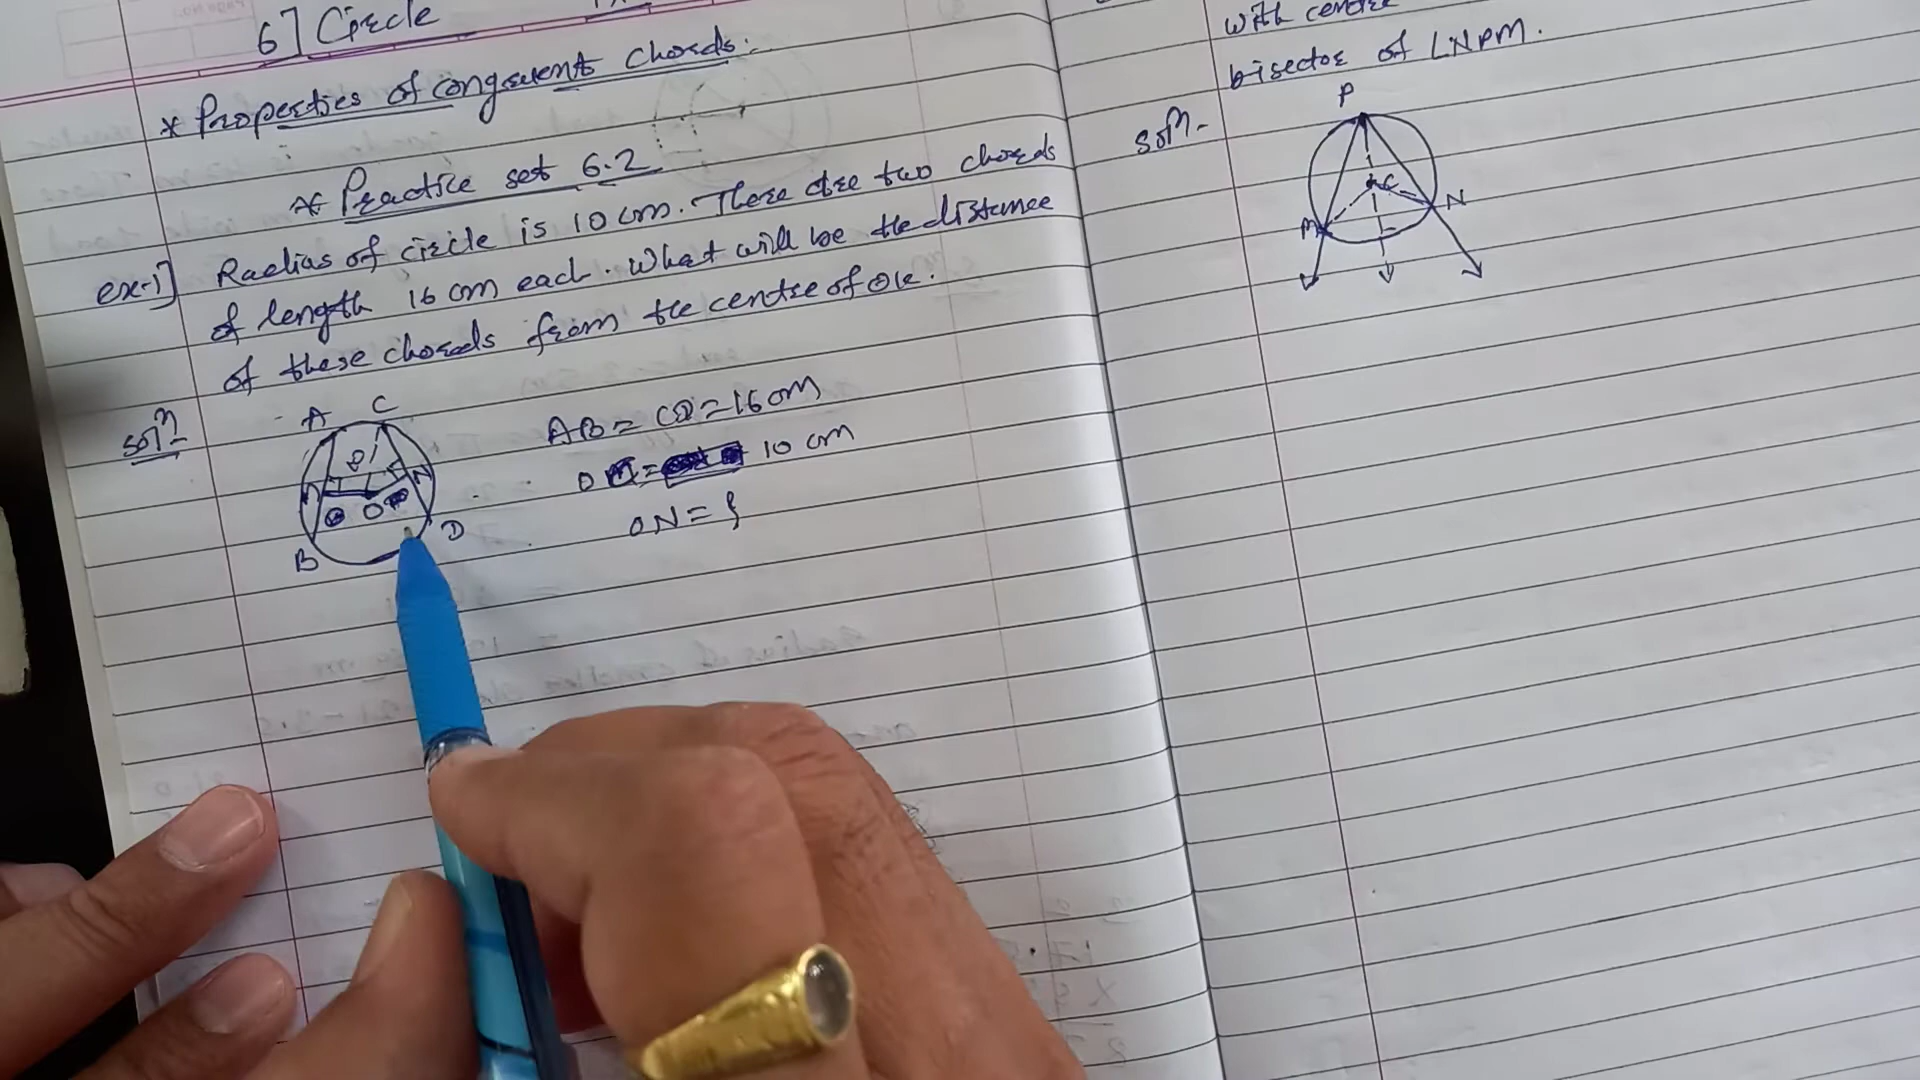 6] Circle
* Properties of congruent chords:
* Practice set 6.2
ex-1] Radius of circle is 10 cm. There are two chords
of length 16 cm each. What will be the distance
of these chords from the centre of
soln
A C
B D
O N
AB = CD = 16 cm
10 cm
ON = ?
with centre
bisector of ∠NPM.
soln-
P
C
M N